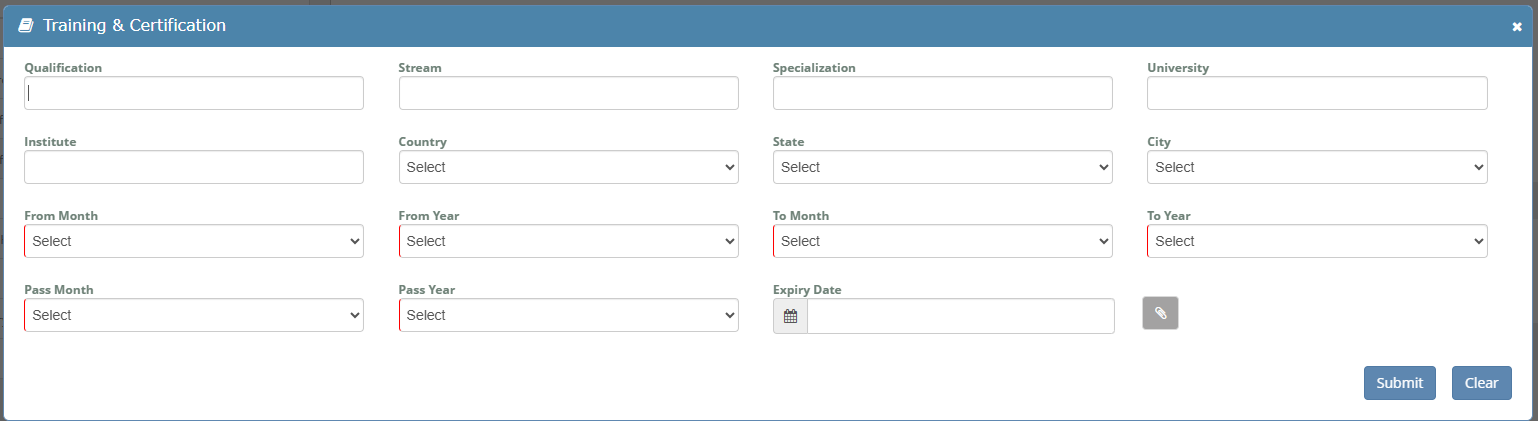 Training & Certification
Qualification Stream Specialization University
Institute Country State City
Select Select Select
From Month From Year To Month To Year
Select Select Select Select
Pass Month Pass Year Expiry Date
Select Select
Submit Clear